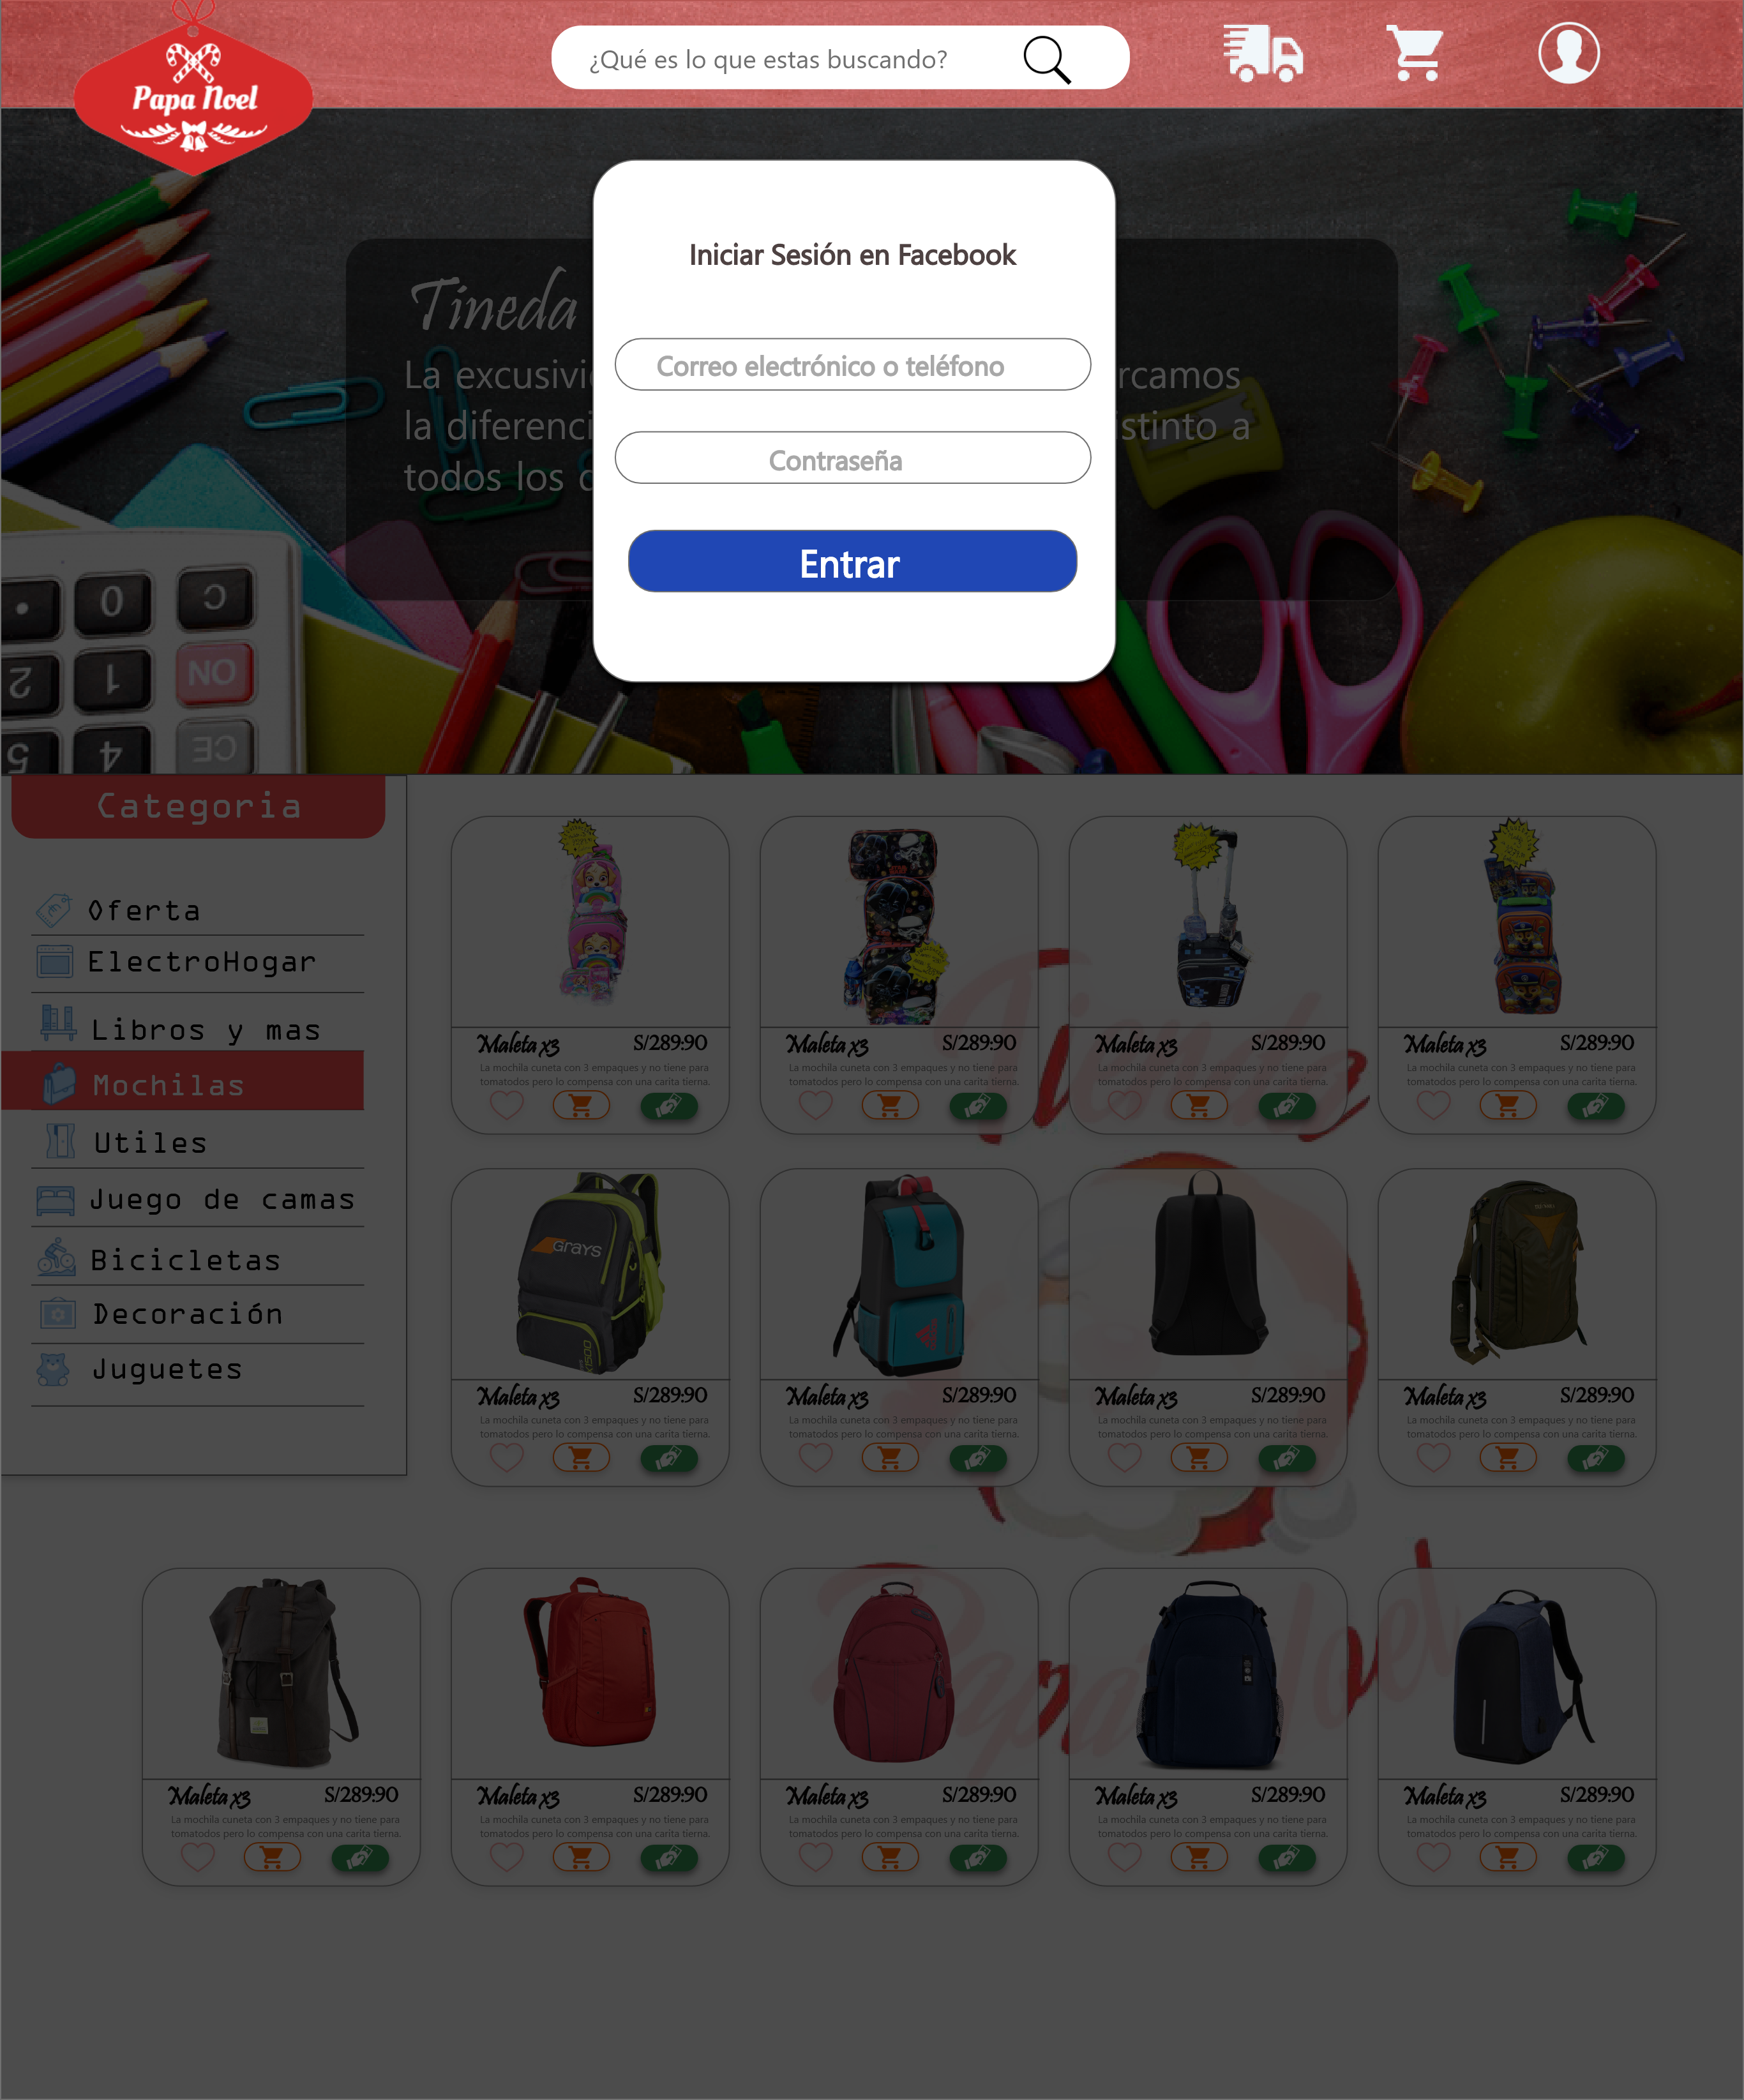 Papa Noel
¿Qué es lo que estas buscando?
Iniciar Sesión en Facebook
Correo electrónico o teléfono
Contraseña
Entrar
Tineda
La excusivi
rcamos
la diferenci
stinto a
todos los
0
C
2
1
ON
5
4
CE
Categoria
Oferta
ElectroHogar
Libros y mas
Mochilas
Utiles
Juego de camas
Bicicletas
Decoración
Juguetes
Tienda
Papa Noel
Maleta x3 S/289.90
La mochila cuneta con 3 empaques y no tiene para
tomatodos pero lo compensa con una carita tierna.
Maleta x3 S/289.90
La mochila cuneta con 3 empaques y no tiene para
tomatodos pero lo compensa con una carita tierna.
Maleta x3 S/289.90
La mochila cuneta con 3 empaques y no tiene para
tomatodos pero lo compensa con una carita tierna.
Maleta x3 S/289.90
La mochila cuneta con 3 empaques y no tiene para
tomatodos pero lo compensa con una carita tierna.
GRAYS
Maleta x3 S/289.90
La mochila cuneta con 3 empaques y no tiene para
tomatodos pero lo compensa con una carita tierna.
Maleta x3 S/289.90
La mochila cuneta con 3 empaques y no tiene para
tomatodos pero lo compensa con una carita tierna.
Maleta x3 S/289.90
La mochila cuneta con 3 empaques y no tiene para
tomatodos pero lo compensa con una carita tierna.
Maleta x3 S/289.90
La mochila cuneta con 3 empaques y no tiene para
tomatodos pero lo compensa con una carita tierna.
Maleta x3 S/289.90
La mochila cuneta con 3 empaques y no tiene para
tomatodos pero lo compensa con una carita tierna.
Maleta x3 S/289.90
La mochila cuneta con 3 empaques y no tiene para
tomatodos pero lo compensa con una carita tierna.
Maleta x3 S/289.90
La mochila cuneta con 3 empaques y no tiene para
tomatodos pero lo compensa con una carita tierna.
Maleta x3 S/289.90
La mochila cuneta con 3 empaques y no tiene para
tomatodos pero lo compensa con una carita tierna.
Maleta x3 S/289.90
La mochila cuneta con 3 empaques y no tiene para
tomatodos pero lo compensa con una carita tierna.